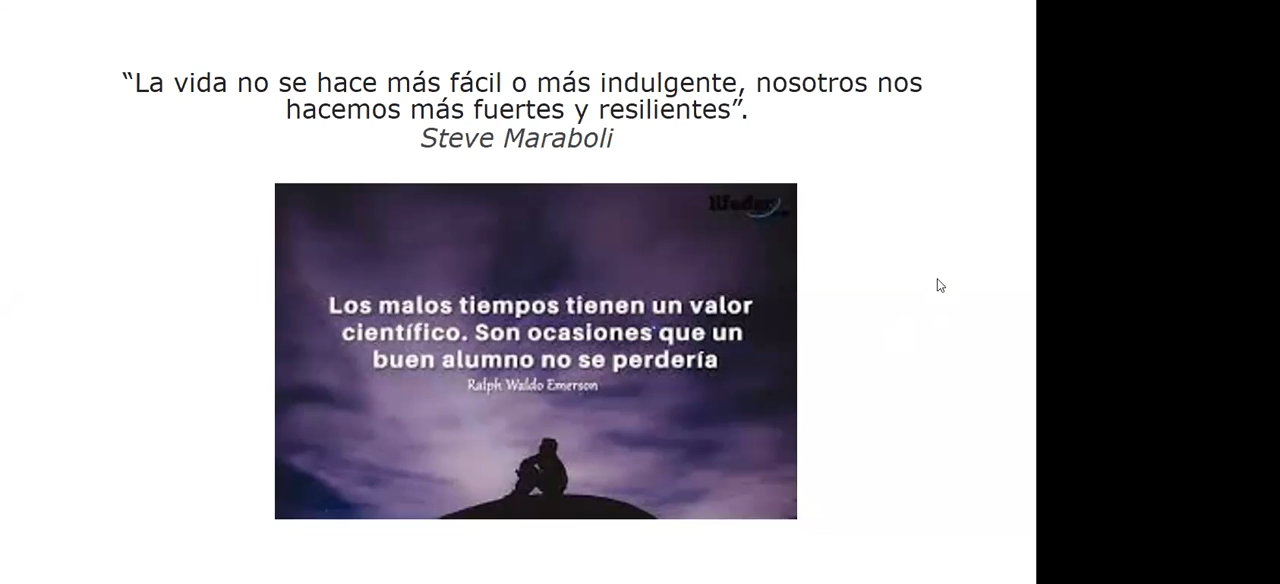 “La vida no se hace más fácil o más indulgente, nosotros nos
hacemos más fuertes y resilientes”.
Steve Maraboli
lifeder
Los malos tiempos tienen un valor
científico. Son ocasiones que un
buen alumno no se perdería
Ralph Waldo Emerson